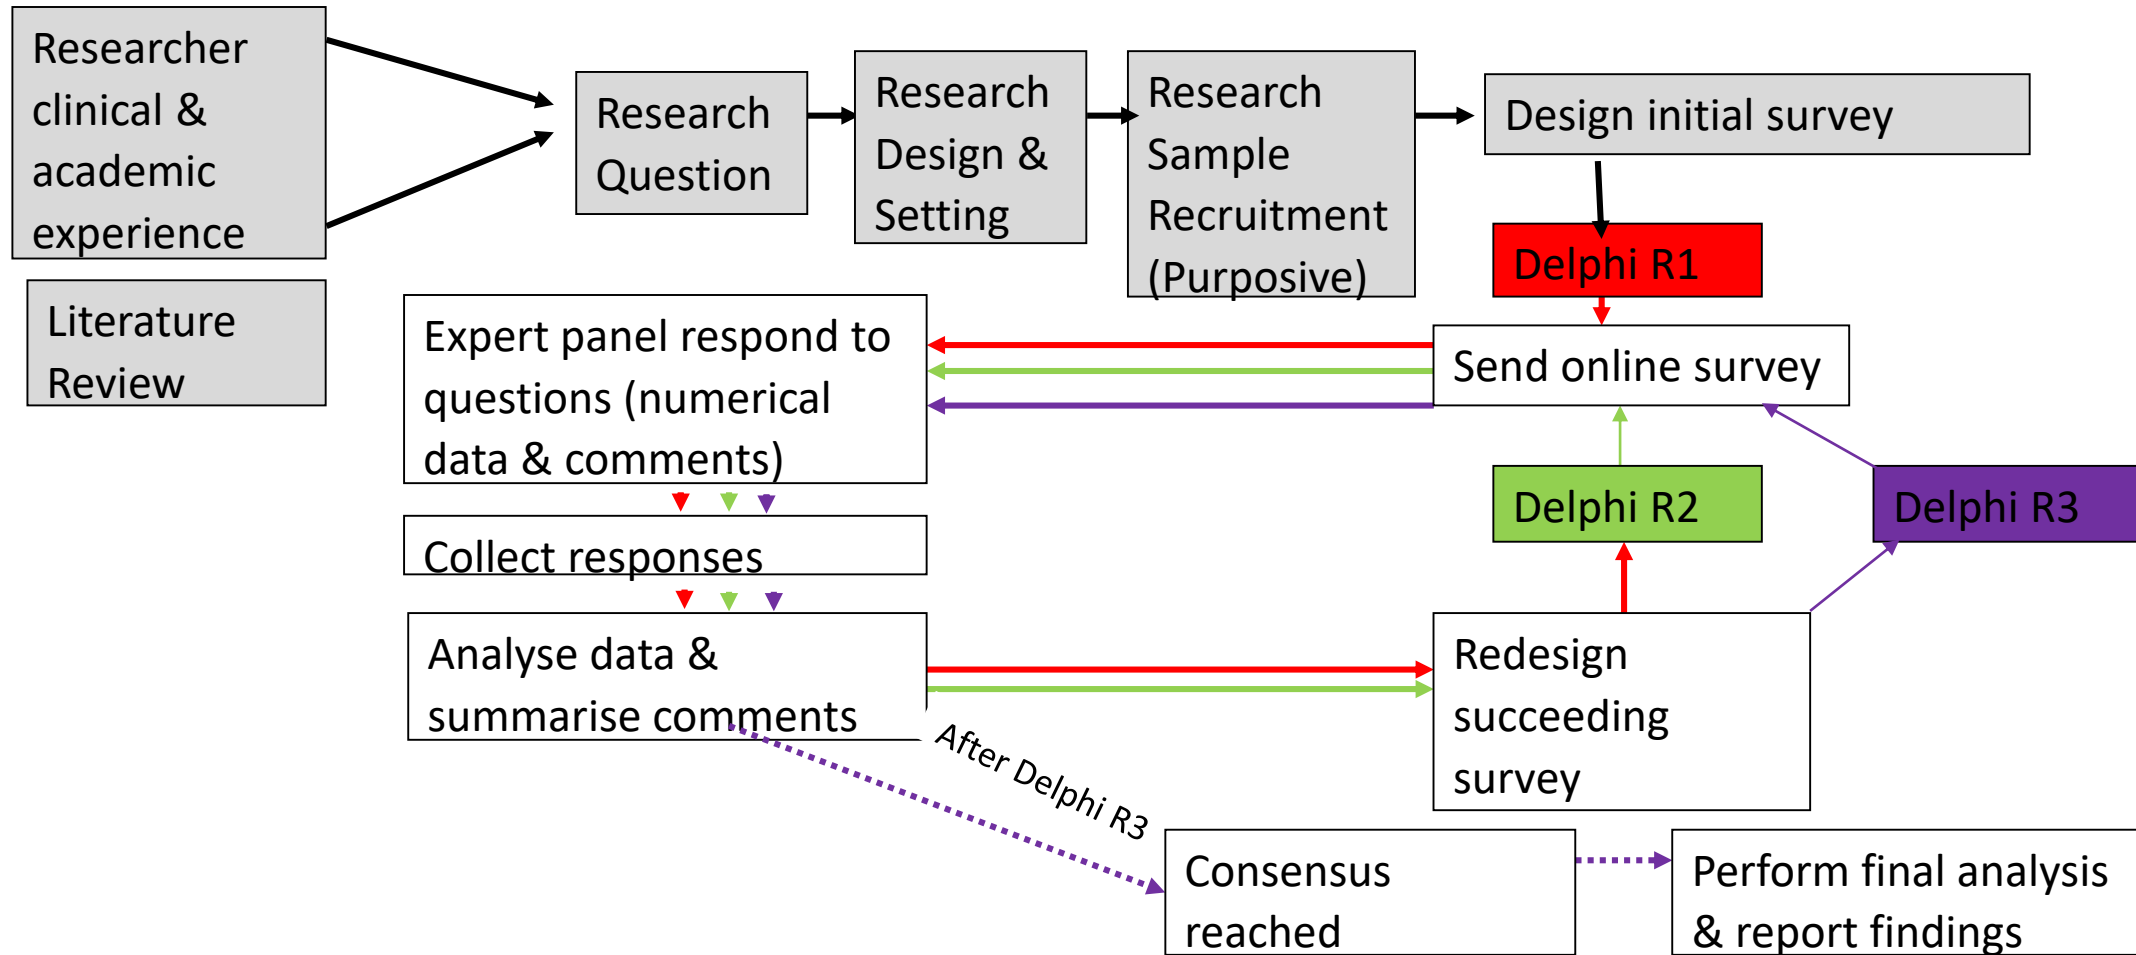 Researcher
clinical &
academic
experience
Literature
Review
Research
Question
Research
Design &
Setting
Research
Sample
Recruitment
(Purposive)
Design initial survey
Delphi R1
Send online survey
Expert panel respond to
questions (numerical
data & comments)
Collect responses
Analyse data &
summarise comments
Delphi R2
Delphi R3
Redesign
succeeding
survey
After Delphi R3
Consensus
reached
Perform final analysis
& report findings